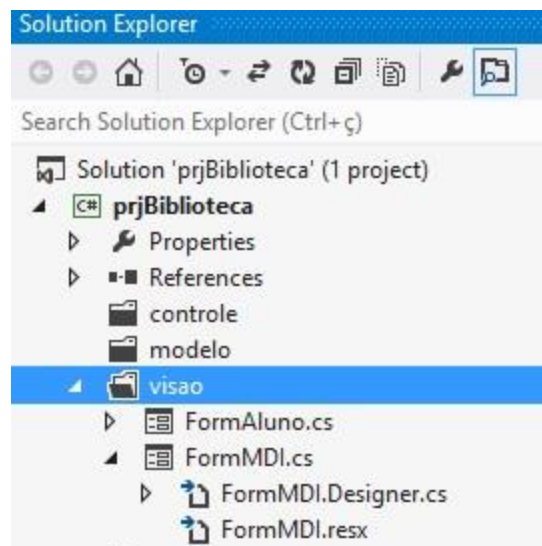 Solution Explorer
Search Solution Explorer (Ctrl+ç)
Solution 'prjBiblioteca' (1 project)
C# prjBiblioteca
Properties
References
controle
modelo
visao
FormAluno.cs
FormMDI.cs
FormMDI.Designer.cs
FormMDI.resx